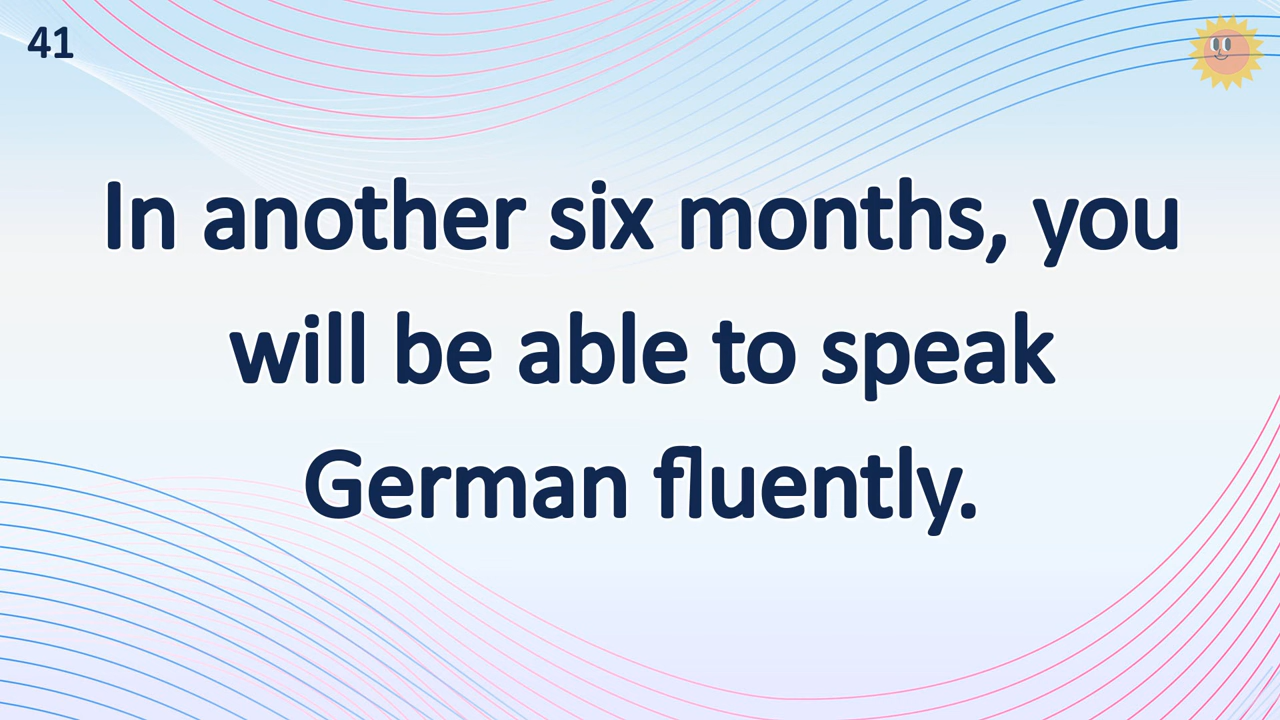 41
In another six months, you
will be able to speak
German fluently.